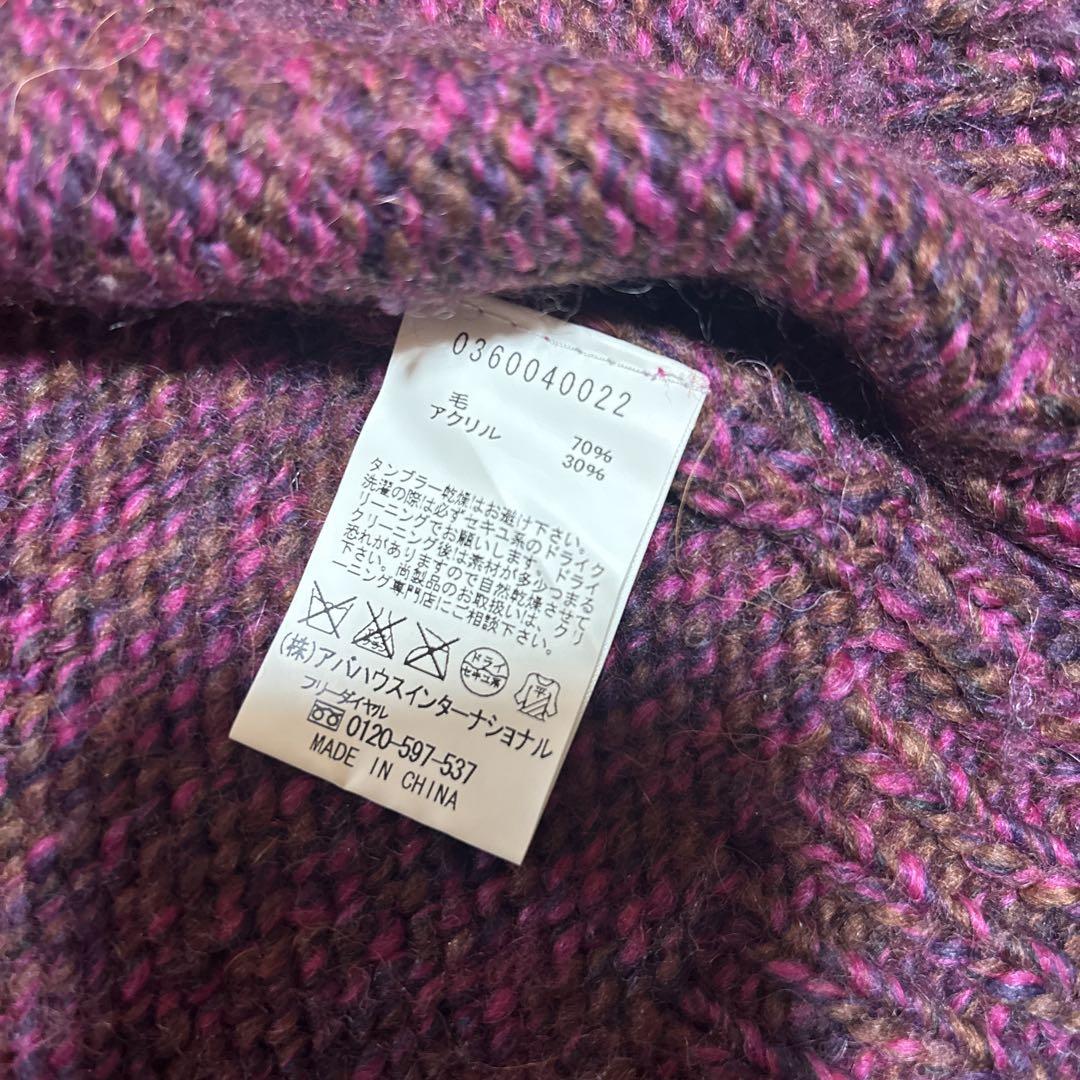 0360040022
毛 70%
アクリル 30%
タンブラー乾燥はお避け下さい。
洗濯の際は必ずセキユ系のドライク
リーニングでお願いします。ドライ
クリーニング後は素材が多少つまる
恐れがありますので自然乾燥させて
下さい。尚製品のお取扱いは、クリ
ーニング専門店にご相談下さい。
ドライ
セキユ系
平
(株)アバハウスインターナショナル
フリーダイヤル
0120-597-537
MADE IN CHINA